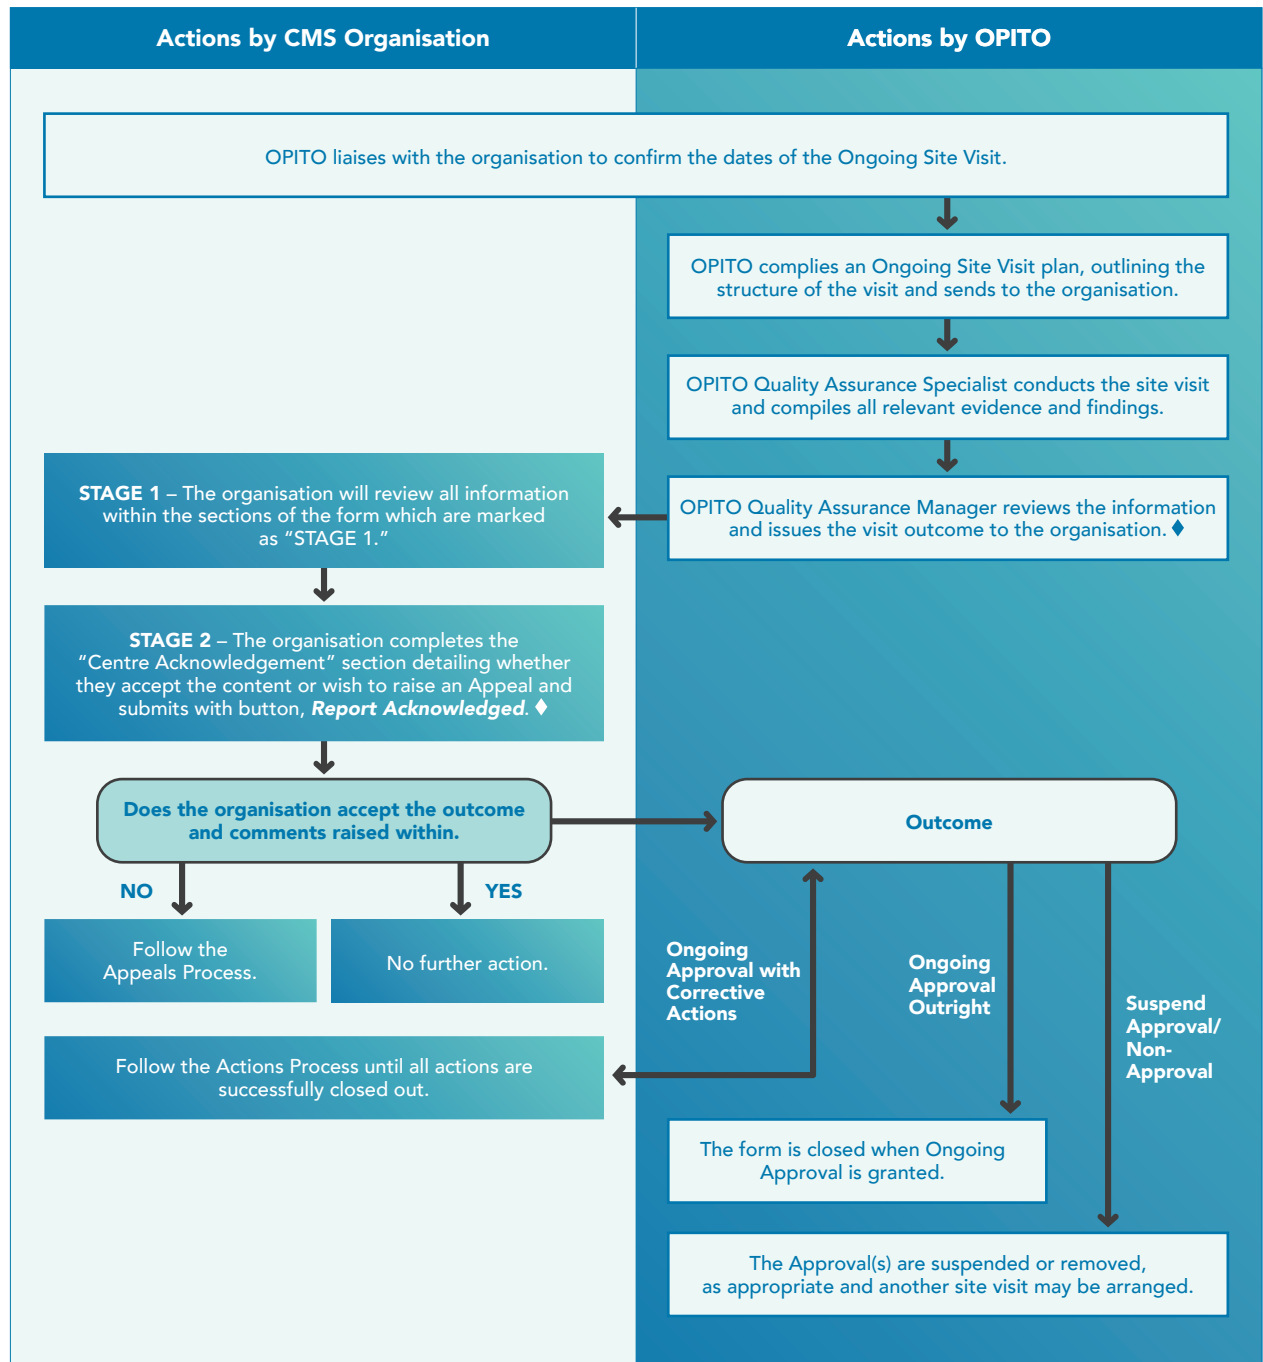 Actions by CMS Organisation
Actions by OPITO
OPITO liaises with the organisation to confirm the dates of the Ongoing Site Visit.
OPITO complies an Ongoing Site Visit plan, outlining the
structure of the visit and sends to the organisation.
OPITO Quality Assurance Specialist conducts the site visit
and compiles all relevant evidence and findings.
OPITO Quality Assurance Manager reviews the information
and issues the visit outcome to the organisation. ♦
STAGE 1 – The organisation will review all information
within the sections of the form which are marked
as “STAGE 1.”
STAGE 2 – The organisation completes the
“Centre Acknowledgement” section detailing whether
they accept the content or wish to raise an Appeal and
submits with button, Report Acknowledged. ♦
Does the organisation accept the outcome
and comments raised within.
Outcome
NO
YES
Follow the
Appeals Process.
No further action.
Ongoing
Approval with
Corrective
Actions
Ongoing
Approval
Outright
Suspend
Approval/
Non-
Approval
Follow the Actions Process until all actions are
successfully closed out.
The form is closed when Ongoing
Approval is granted.
The Approval(s) are suspended or removed,
as appropriate and another site visit may be arranged.